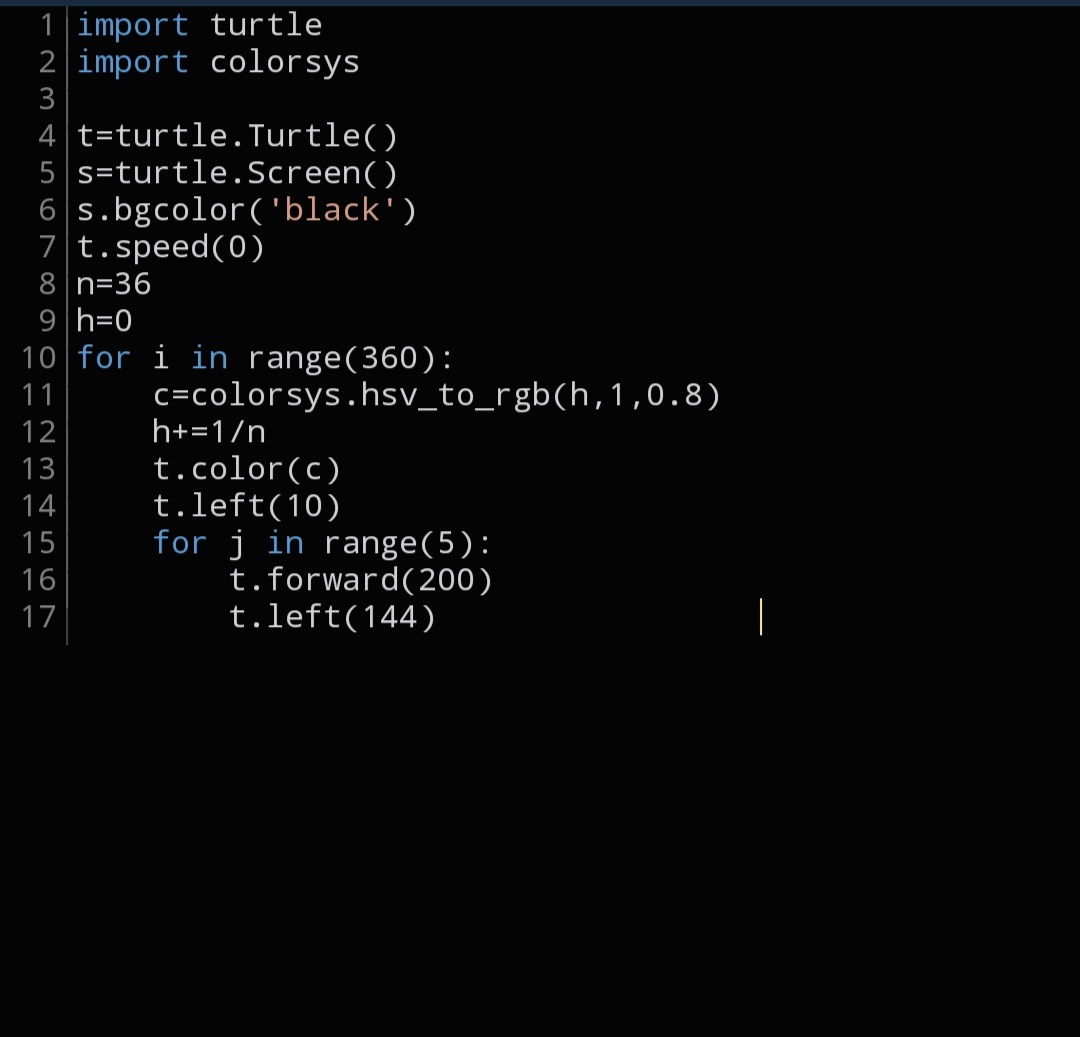 1 import turtle
2 import colorsys
3
4 t=turtle.Turtle()
5 s=turtle.Screen()
6 s.bgcolor('black')
7 t.speed(0)
8 n=36
9 h=0
10 for i in range(360):
11     c=colorsys.hsv_to_rgb(h,1,0.8)
12     h+=1/n
13     t.color(c)
14     t.left(10)
15     for j in range(5):
16         t.forward(200)
17         t.left(144)